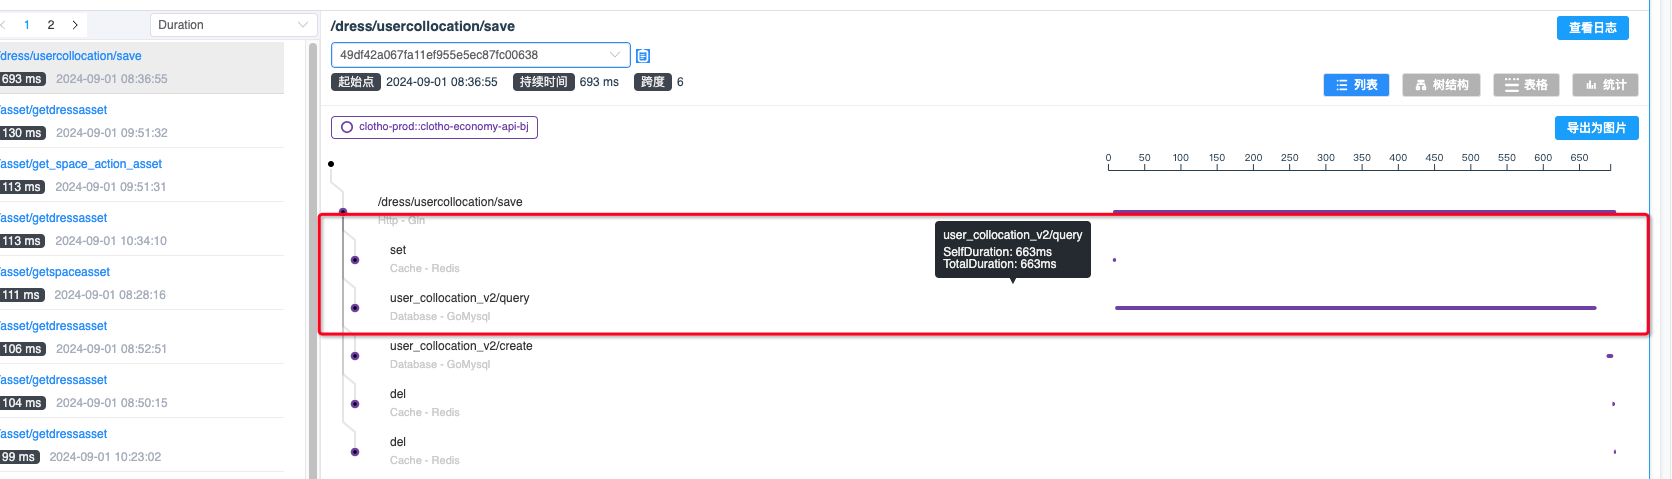 1 2
Duration
/dress/usercollocation/save
693 ms 2024-09-01 08:36:55
/asset/getdressasset
130 ms 2024-09-01 09:51:32
/asset/get_space_action_asset
113 ms 2024-09-01 09:51:31
/asset/getdressasset
113 ms 2024-09-01 10:34:10
/asset/getspaceasset
111 ms 2024-09-01 08:28:16
/asset/getdressasset
106 ms 2024-09-01 08:52:51
/asset/getdressasset
104 ms 2024-09-01 08:50:15
/asset/getdressasset
99 ms 2024-09-01 10:23:02
/dress/usercollocation/save
查看日志
49df42a067fa11ef955e5ec87fc00638
起始点 2024-09-01 08:36:55 持续时间 693 ms 跨度 6
列表 树结构 表格 统计
clotho-prod::clotho-economy-api-bj
导出为图片
0 50 100 150 200 250 300 350 400 450 500 550 600 650
/dress/usercollocation/save
Http - Gin
set
Cache - Redis
user_collocation_v2/query
SelfDuration: 663ms
TotalDuration: 663ms
user_collocation_v2/query
Database - GoMysql
user_collocation_v2/create
Database - GoMysql
del
Cache - Redis
del
Cache - Redis